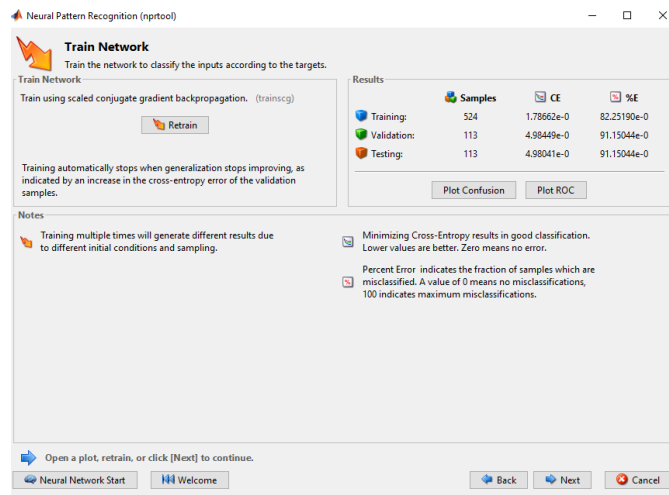 Neural Pattern Recognition (nprtool)
Train Network
Train the network to classify the inputs according to the targets.
Train Network
Train using scaled conjugate gradient backpropagation. (trainscg)
Retrain
Training automatically stops when generalization stops improving, as
indicated by an increase in the cross-entropy error of the validation
samples.
Results
Samples CE %E
Training: 524 1.78662e-0 82.25190e-0
Validation: 113 4.98449e-0 91.15044e-0
Testing: 113 4.98041e-0 91.15044e-0
Plot Confusion Plot ROC
Notes
Training multiple times will generate different results due
to different initial conditions and sampling.
Minimizing Cross-Entropy results in good classification.
Lower values are better. Zero means no error.
Percent Error indicates the fraction of samples which are
misclassified. A value of 0 means no misclassifications,
100 indicates maximum misclassifications.
Open a plot, retrain, or click [Next] to continue.
Neural Network Start Welcome Back Next Cancel